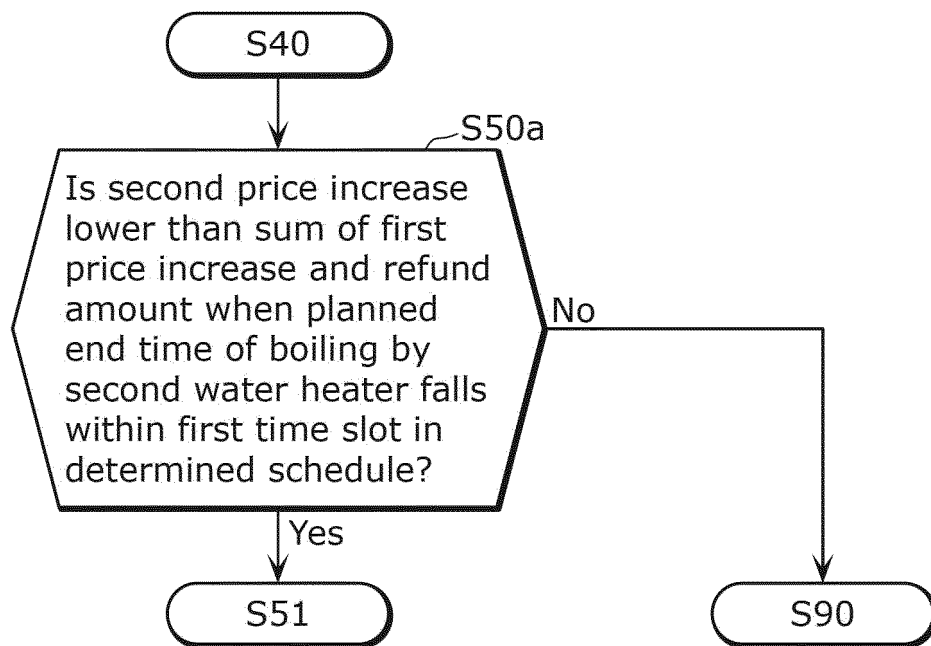 S40
S50a
Is second price increase
lower than sum of first
price increase and refund
amount when planned
end time of boiling by
second water heater falls
within first time slot in
determined schedule?
No
Yes
S51
S90